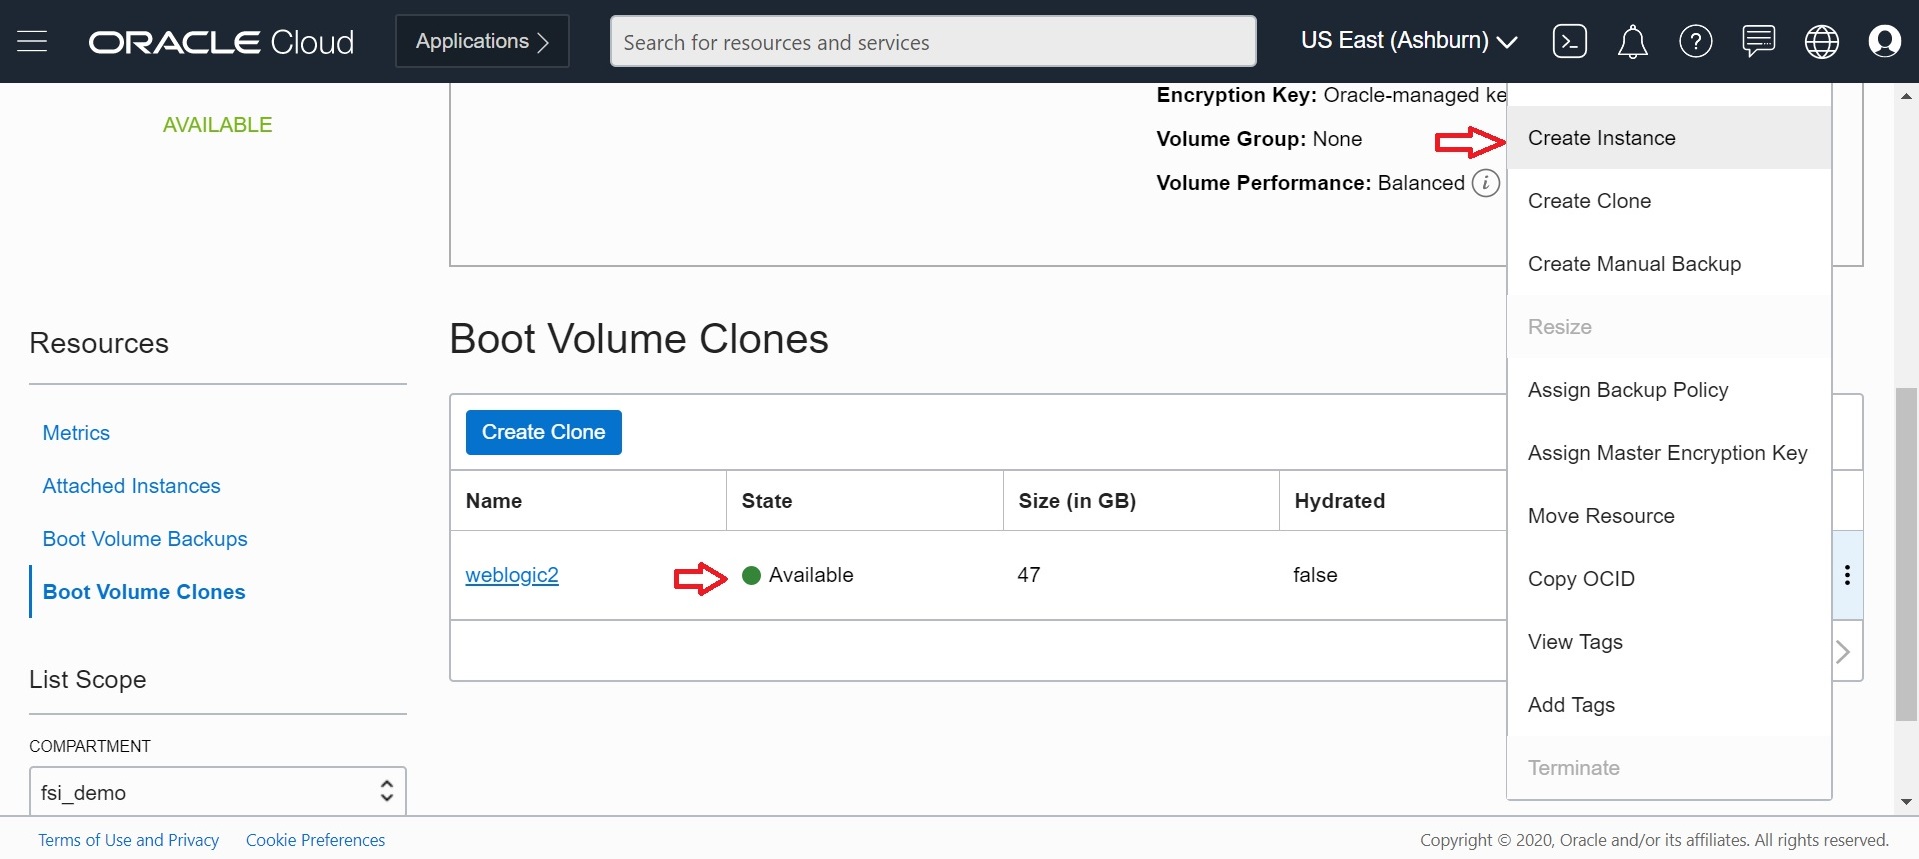 ORACLE Cloud
Applications
Search for resources and services
US East (Ashburn)
AVAILABLE
Encryption Key: Oracle-managed ke
Volume Group: None
Volume Performance: Balanced
Create Instance
Create Clone
Create Manual Backup
Resize
Assign Backup Policy
Assign Master Encryption Key
Move Resource
Copy OCID
View Tags
Add Tags
Terminate
Resources
Metrics
Attached Instances
Boot Volume Backups
Boot Volume Clones
List Scope
COMPARTMENT
fsi_demo
Boot Volume Clones
Create Clone
Name State Size (in GB) Hydrated
weblogic2 Available 47 false
Terms of Use and Privacy Cookie Preferences
Copyright © 2020, Oracle and/or its affiliates. All rights reserved.